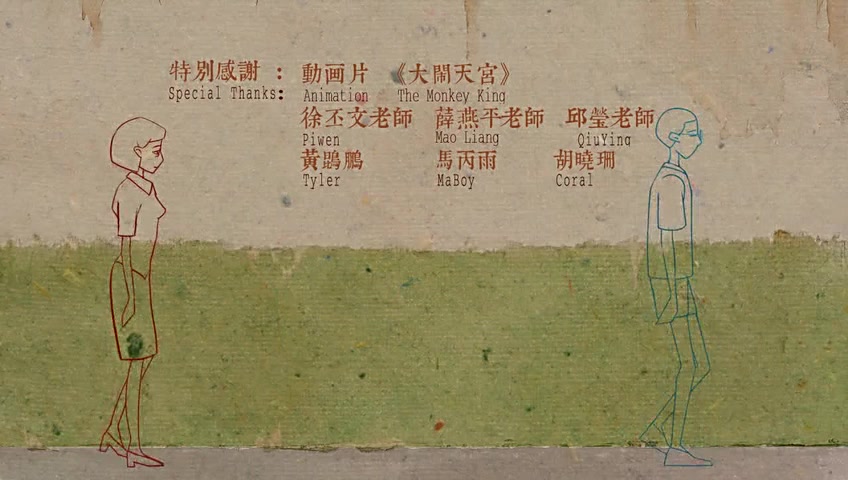 特別感謝 : 動画片 《大鬧天宮》
Special Thanks: Animation The Monkey King
徐丕文老師 薛燕平老師 邱瑩老師
Piwen Mao Liang QiuYing
黃鵾鵬 馬丙雨 胡曉珊
Tyler MaBoy Coral